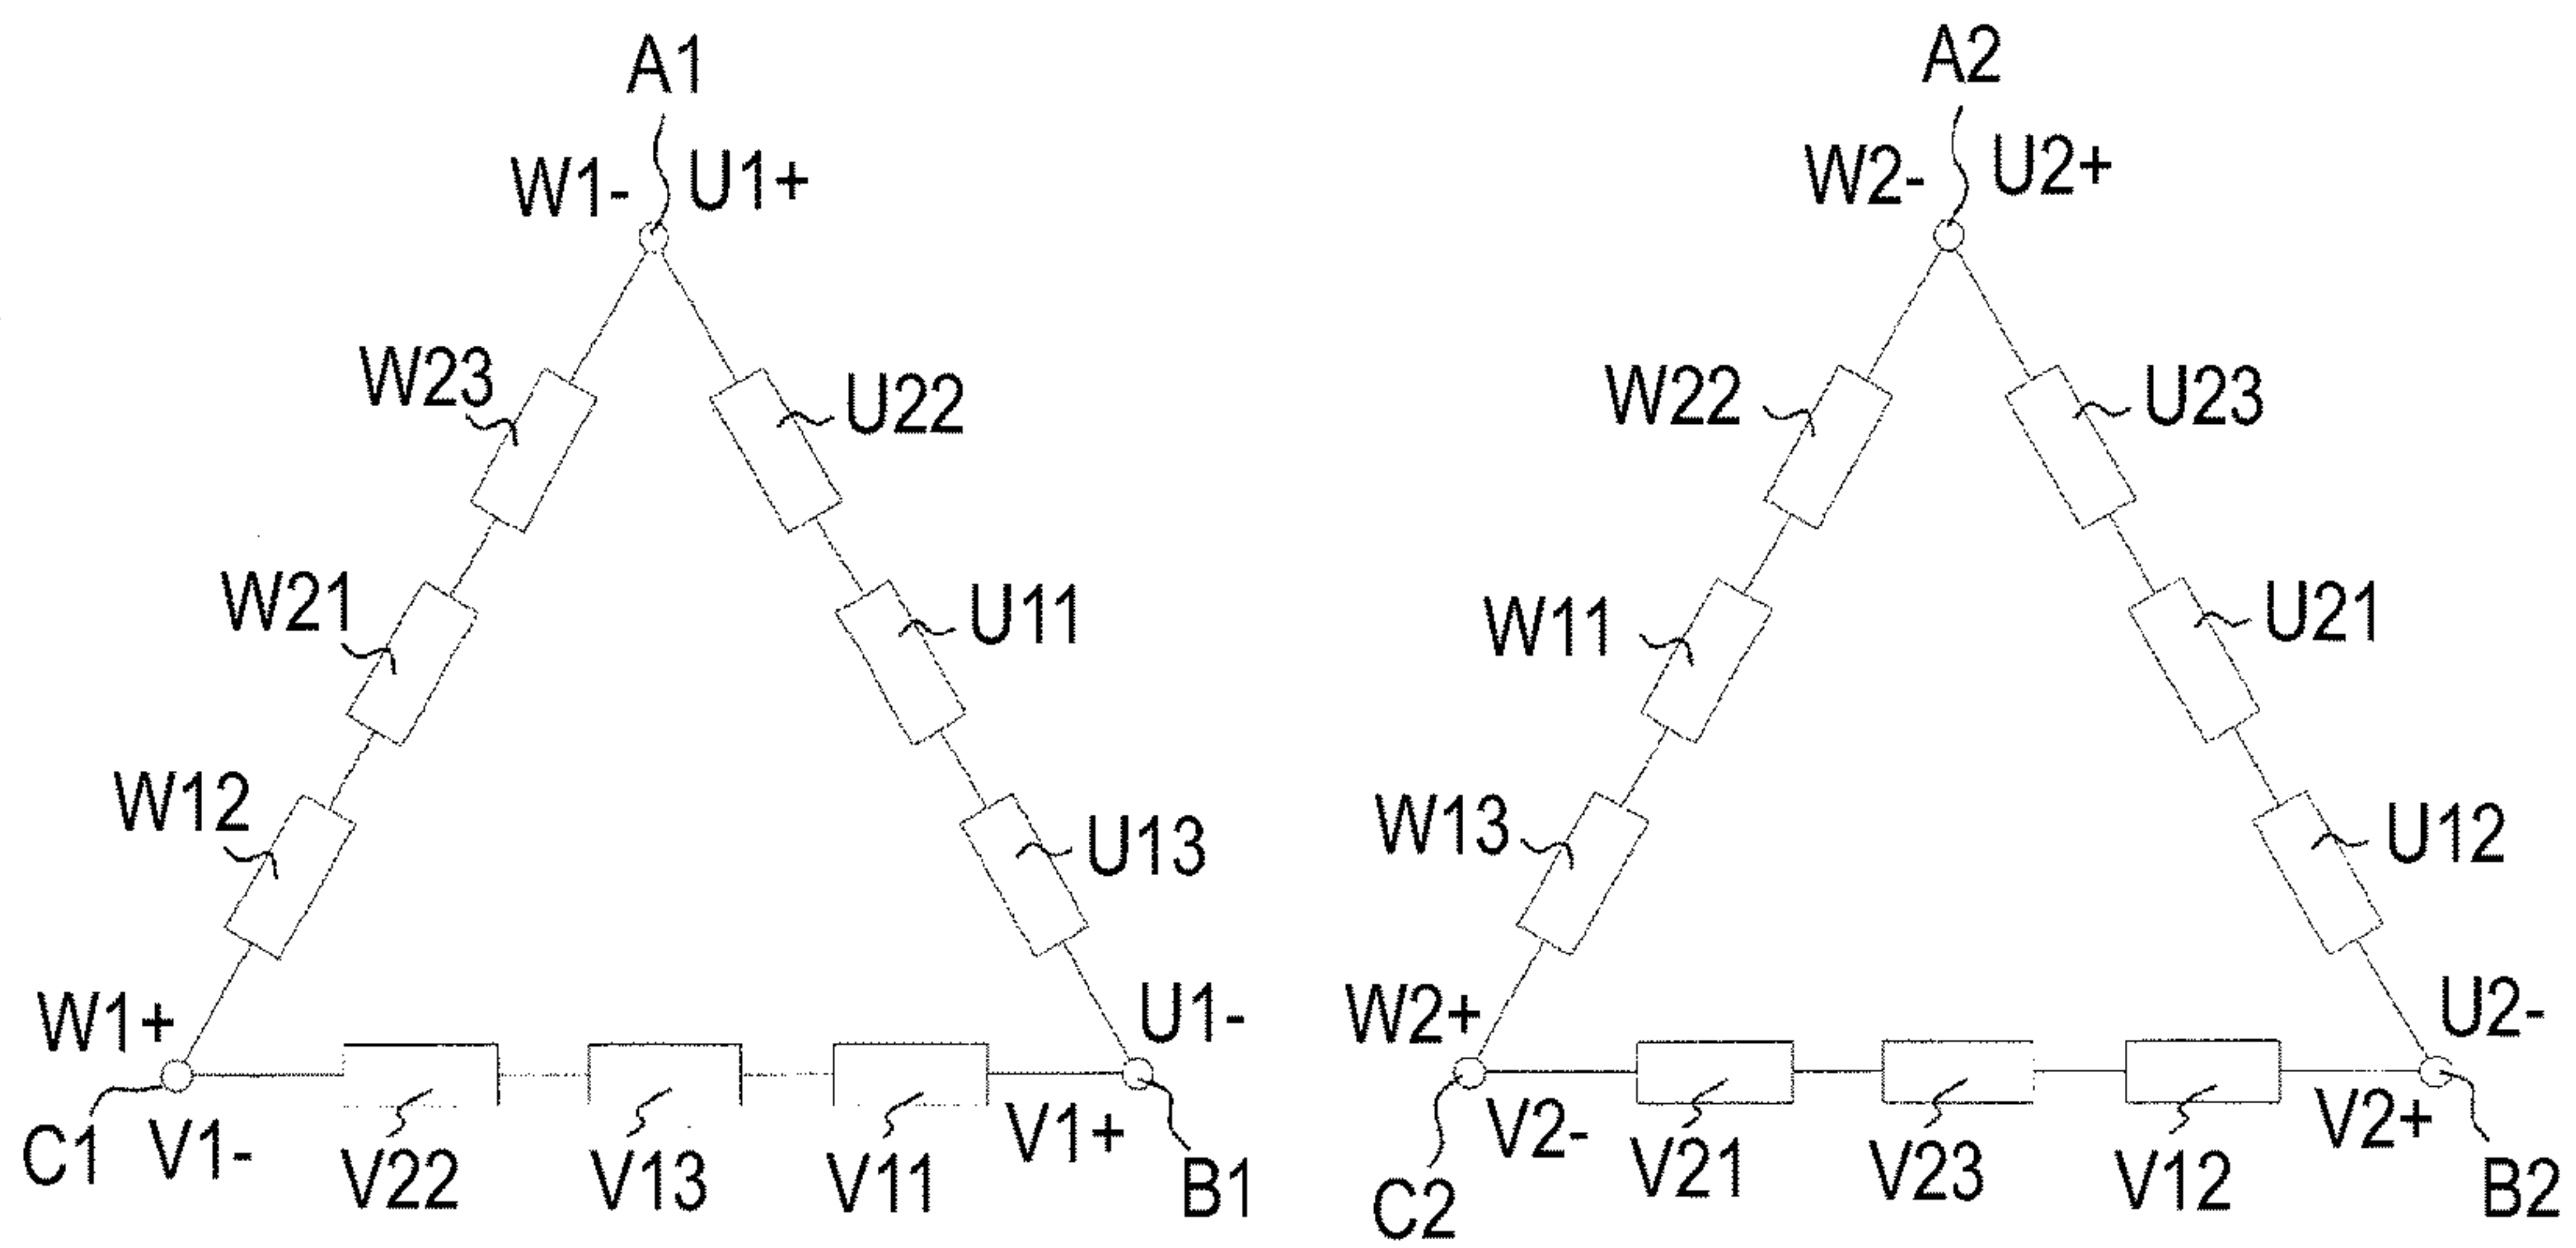 A1
A2
W1- U1+
W2- U2+
W23
U22
W22
U23
W21
U11
W11
U21
W12
U13
W13
U12
W1+
U1-
W2+
U2-
C1
V1-
V22
V13
V11
V1+
B1
C2
V2-
V21
V23
V12
V2+
B2